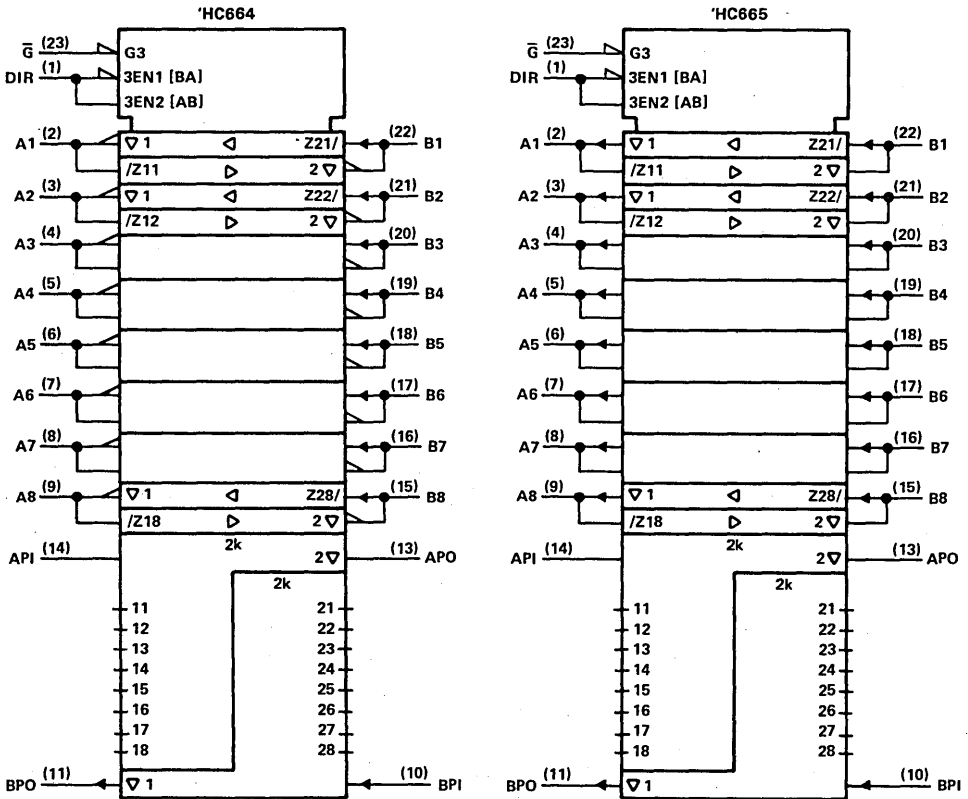 'HC664
G̅ (23) G3
DIR (1) 3EN1 [BA]
3EN2 [AB]
A1 (2) ▽ 1 ◁ Z21/ (22) B1
/Z11 ▷ 2 ▽
A2 (3) ▽ 1 ◁ Z22/ (21) B2
/Z12 ▷ 2 ▽
A3 (4) (20) B3
A4 (5) (19) B4
A5 (6) (18) B5
A6 (7) (17) B6
A7 (8) (16) B7
A8 (9) ▽ 1 ◁ Z28/ (15) B8
/Z18 ▷ 2 ▽
2k
API (14) 2 ▽ (13) APO
2k
11 21
12 22
13 23
14 24
15 25
16 26
17 27
18 28
BPO (11) ▽ 1 (10) BPI
'HC665
G̅ (23) G3
DIR (1) 3EN1 [BA]
3EN2 [AB]
A1 (2) ▽ 1 ◁ Z21/ (22) B1
/Z11 ▷ 2 ▽
A2 (3) ▽ 1 ◁ Z22/ (21) B2
/Z12 ▷ 2 ▽
A3 (4) (20) B3
A4 (5) (19) B4
A5 (6) (18) B5
A6 (7) (17) B6
A7 (8) (16) B7
A8 (9) ▽ 1 ◁ Z28/ (15) B8
/Z18 ▷ 2 ▽
2k
API (14) 2 ▽ (13) APO
2k
11 21
12 22
13 23
14 24
15 25
16 26
17 27
18 28
BPO (11) ▽ 1 (10) BPI